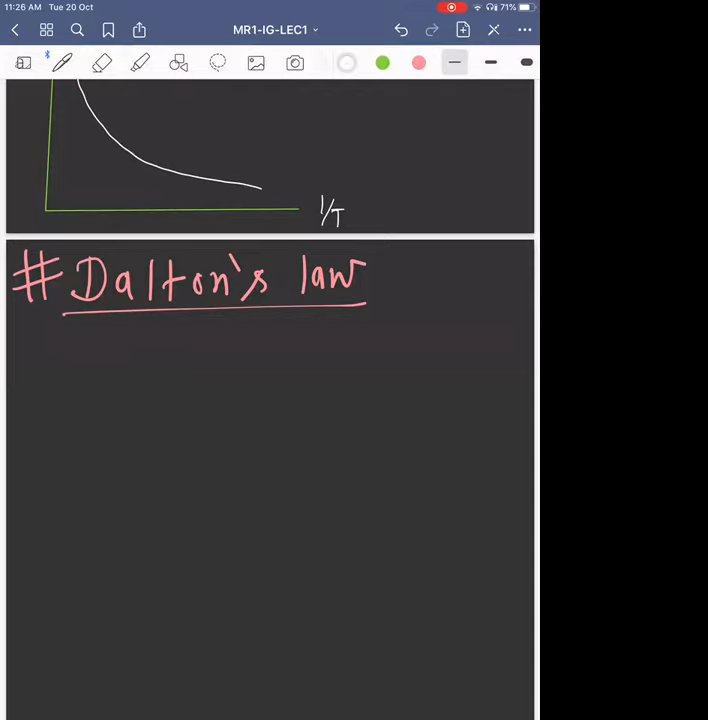 11:26 AM Tue 20 Oct
71%
MR1-IG-LEC1
1/T
# Dalton's law